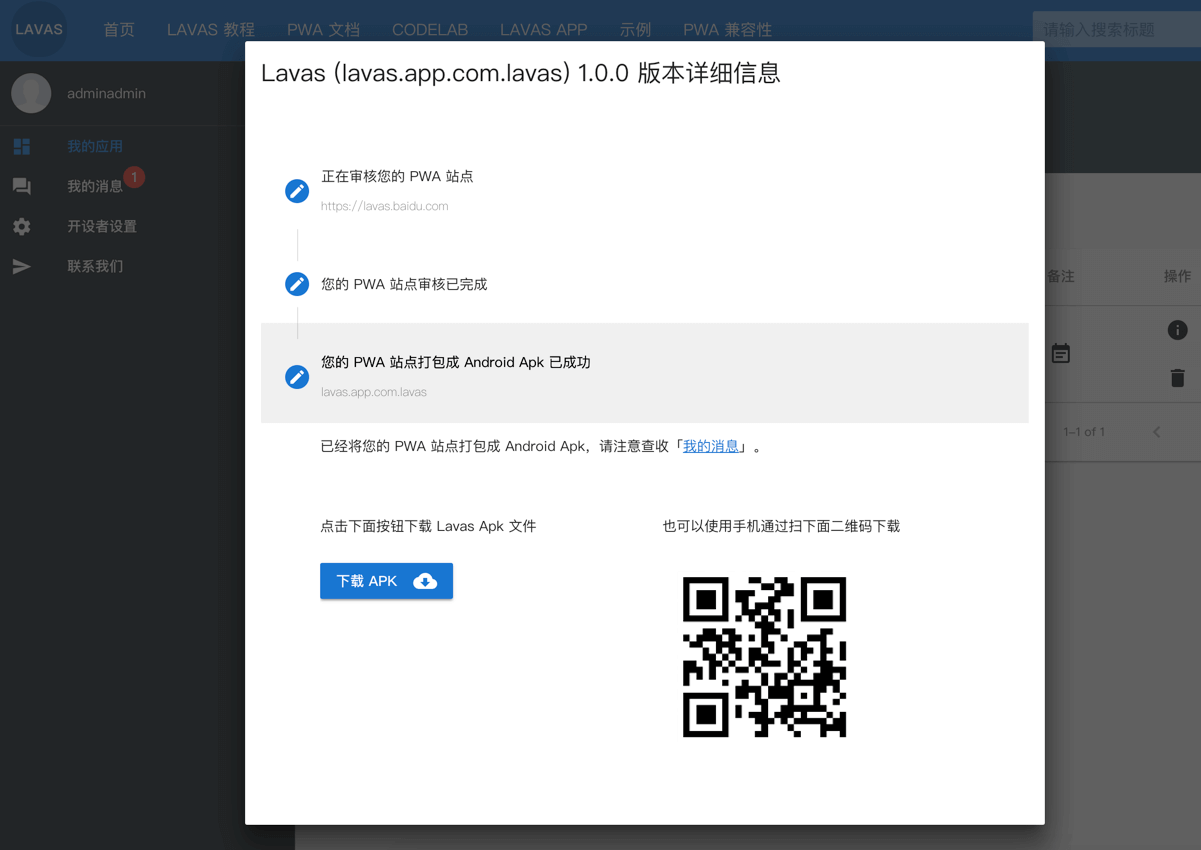 LAVAS 首页 LAVAS 教程 PWA 文档 CODELAB LAVAS APP 示例 PWA 兼容性 请输入搜索标题
adminadmin
我的应用
我的消息 1
开设者设置
联系我们
Lavas (lavas.app.com.lavas) 1.0.0 版本详细信息
正在审核您的 PWA 站点
https://lavas.baidu.com
您的 PWA 站点审核已完成
您的 PWA 站点打包成 Android Apk 已成功
lavas.app.com.lavas
已经将您的 PWA 站点打包成 Android Apk，请注意查收「我的消息」。
点击下面按钮下载 Lavas Apk 文件
下载 APK
也可以使用手机通过扫下面二维码下载
备注 操作
1–1 of 1